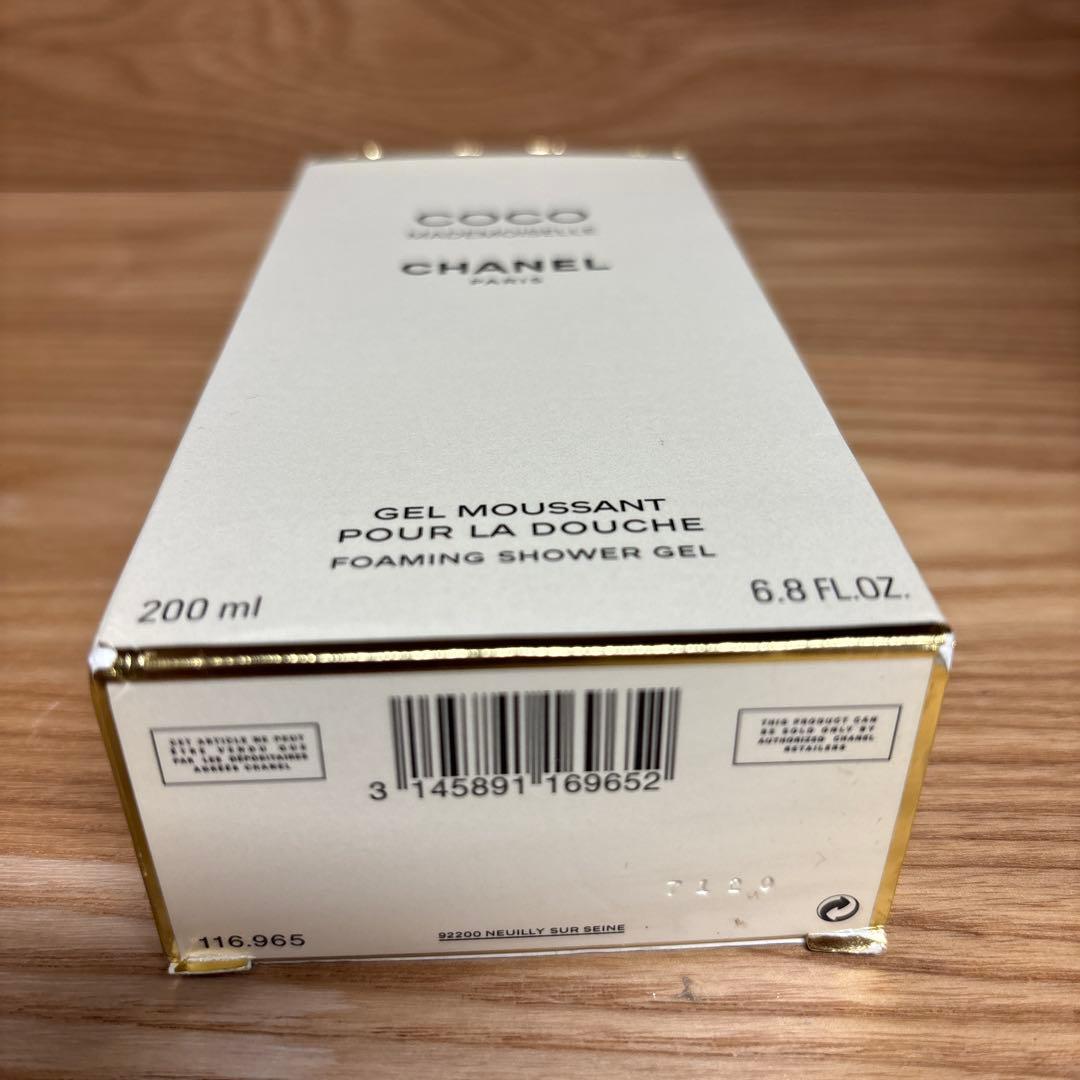 COCO
MADEMOISELLE
CHANEL
PARIS
GEL MOUSSANT
POUR LA DOUCHE
FOAMING SHOWER GEL
200 ml
6.8 FL.OZ.
CET ARTICLE NE PEUT
ÊTRE VENDU QUE
PAR LES DÉPOSITAIRES
AGRÉÉS CHANEL
3 145891 169652
THIS PRODUCT CAN
BE SOLD ONLY BY
AUTHORIZED CHANEL
RETAILERS
7120
116.965
92200 NEUILLY SUR SEINE